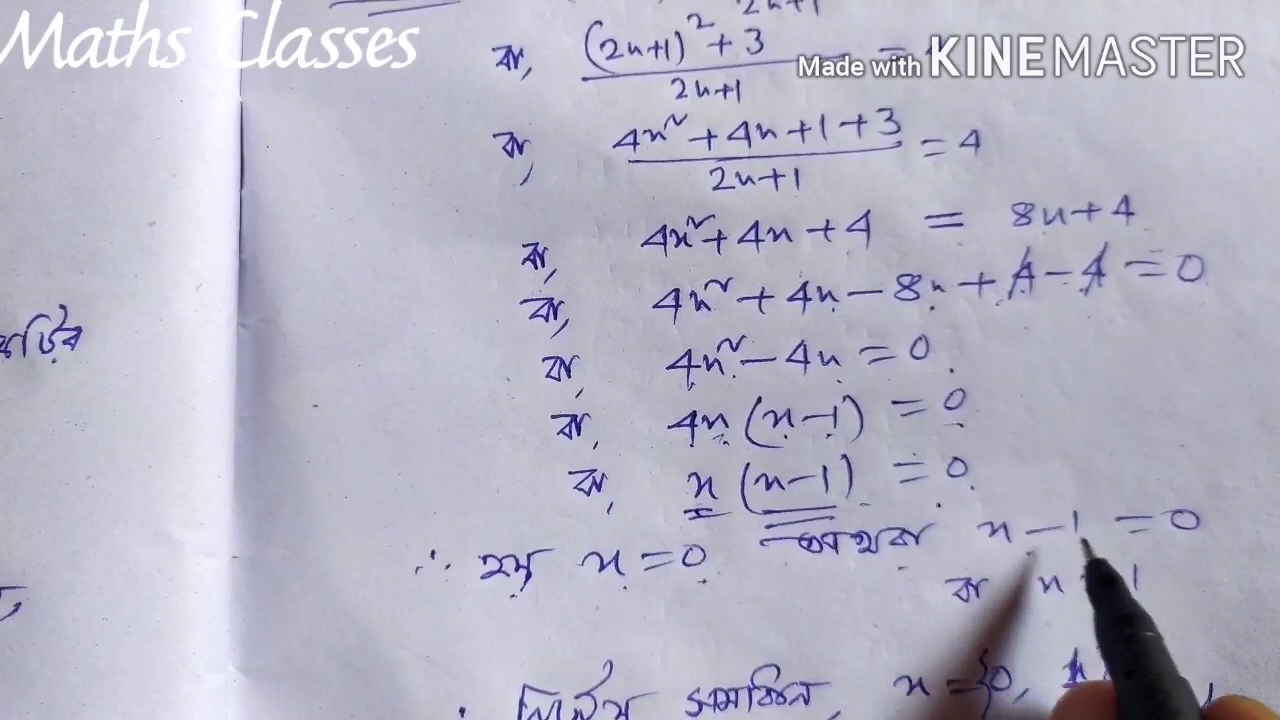 Maths Classes
Made with KINEMASTER
2x+1
বা, (2x+1)² + 3 / 2x+1 =
বা, 4x² + 4x + 1 + 3 / 2x+1 = 4
বা, 4x² + 4x + 4 = 8x + 4
বা, 4x² + 4x - 8x + 4 - 4 = 0
বা, 4x² - 4x = 0
বা, 4x (x-1) = 0
বা, x (x-1) = 0
∴ হয় x = 0 অথবা x - 1 = 0
বা x 1
∴ নির্ণেয় সমাধান, x = {0,